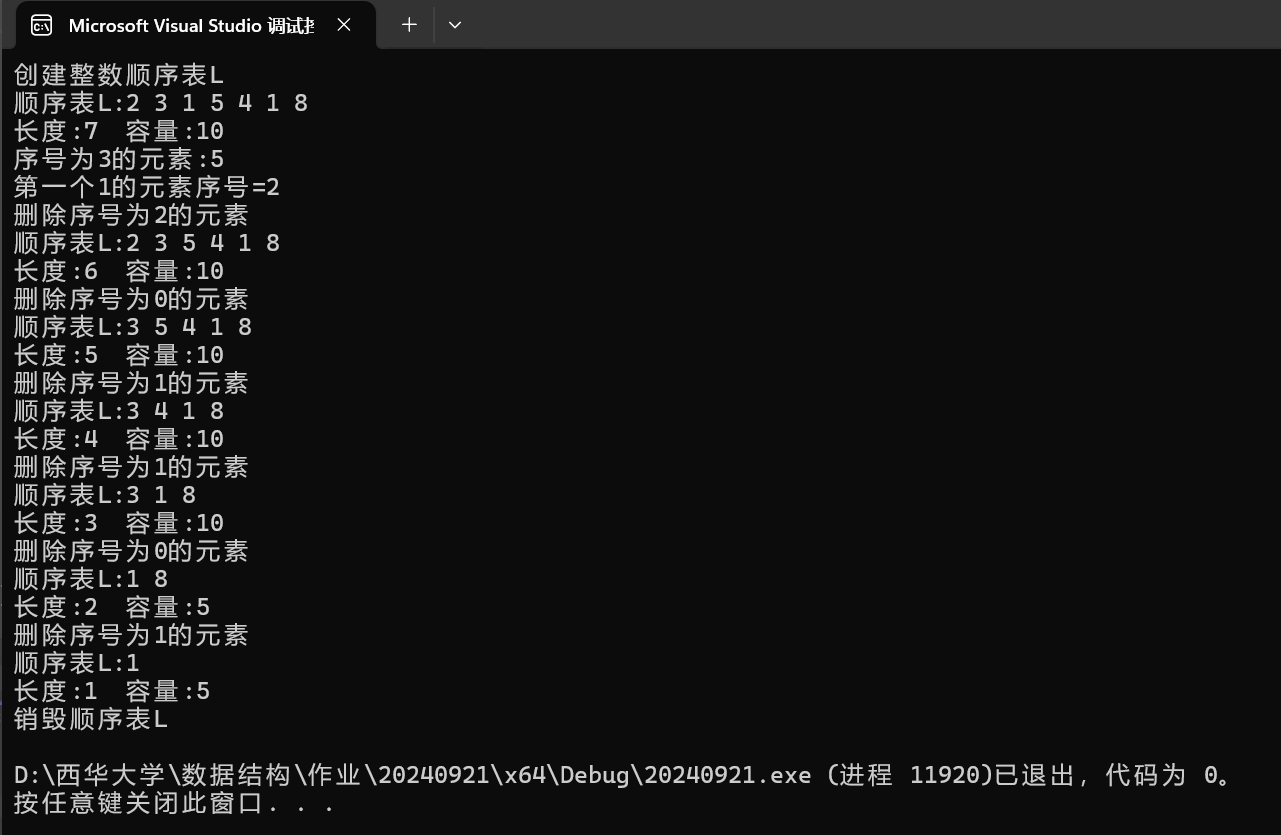 Microsoft Visual Studio 调试
创建整数顺序表L
顺序表L:2 3 1 5 4 1 8
长度:7 容量:10
序号为3的元素:5
第一个1的元素序号=2
删除序号为2的元素
顺序表L:2 3 5 4 1 8
长度:6 容量:10
删除序号为0的元素
顺序表L:3 5 4 1 8
长度:5 容量:10
删除序号为1的元素
顺序表L:3 4 1 8
长度:4 容量:10
删除序号为1的元素
顺序表L:3 1 8
长度:3 容量:10
删除序号为0的元素
顺序表L:1 8
长度:2 容量:5
删除序号为1的元素
顺序表L:1
长度:1 容量:5
销毁顺序表L
D:\西华大学\数据结构\作业\20240921\x64\Debug\20240921.exe (进程 11920)已退出，代码为 0。
按任意键关闭此窗口. . .